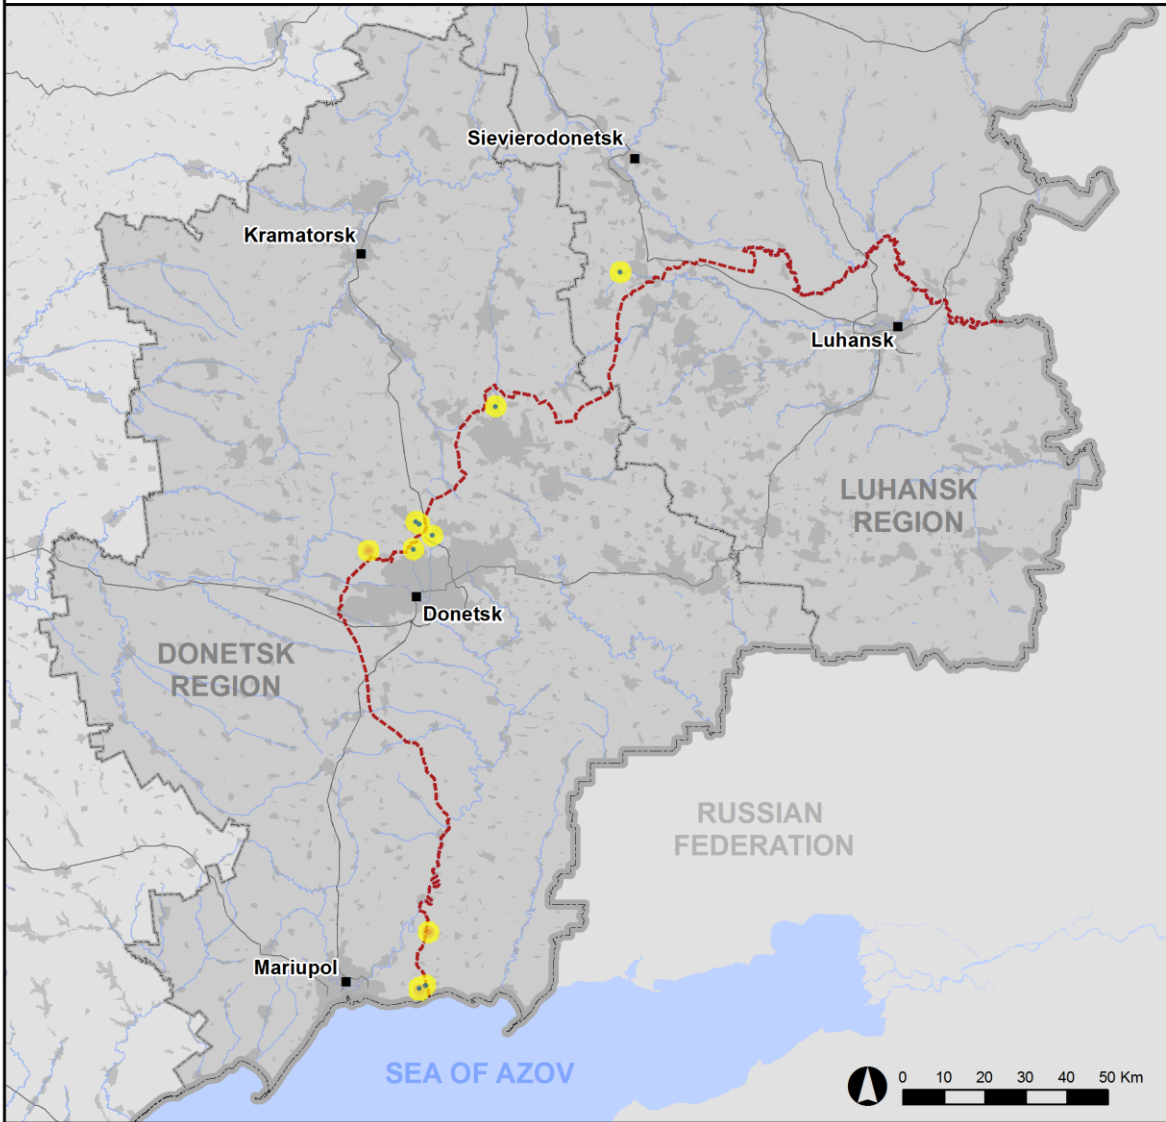 Sievierodonetsk
Kramatorsk
Luhansk
LUHANSK
REGION
Donetsk
DONETSK
REGION
RUSSIAN
FEDERATION
Mariupol
SEA OF AZOV
0 10 20 30 40 50 Km